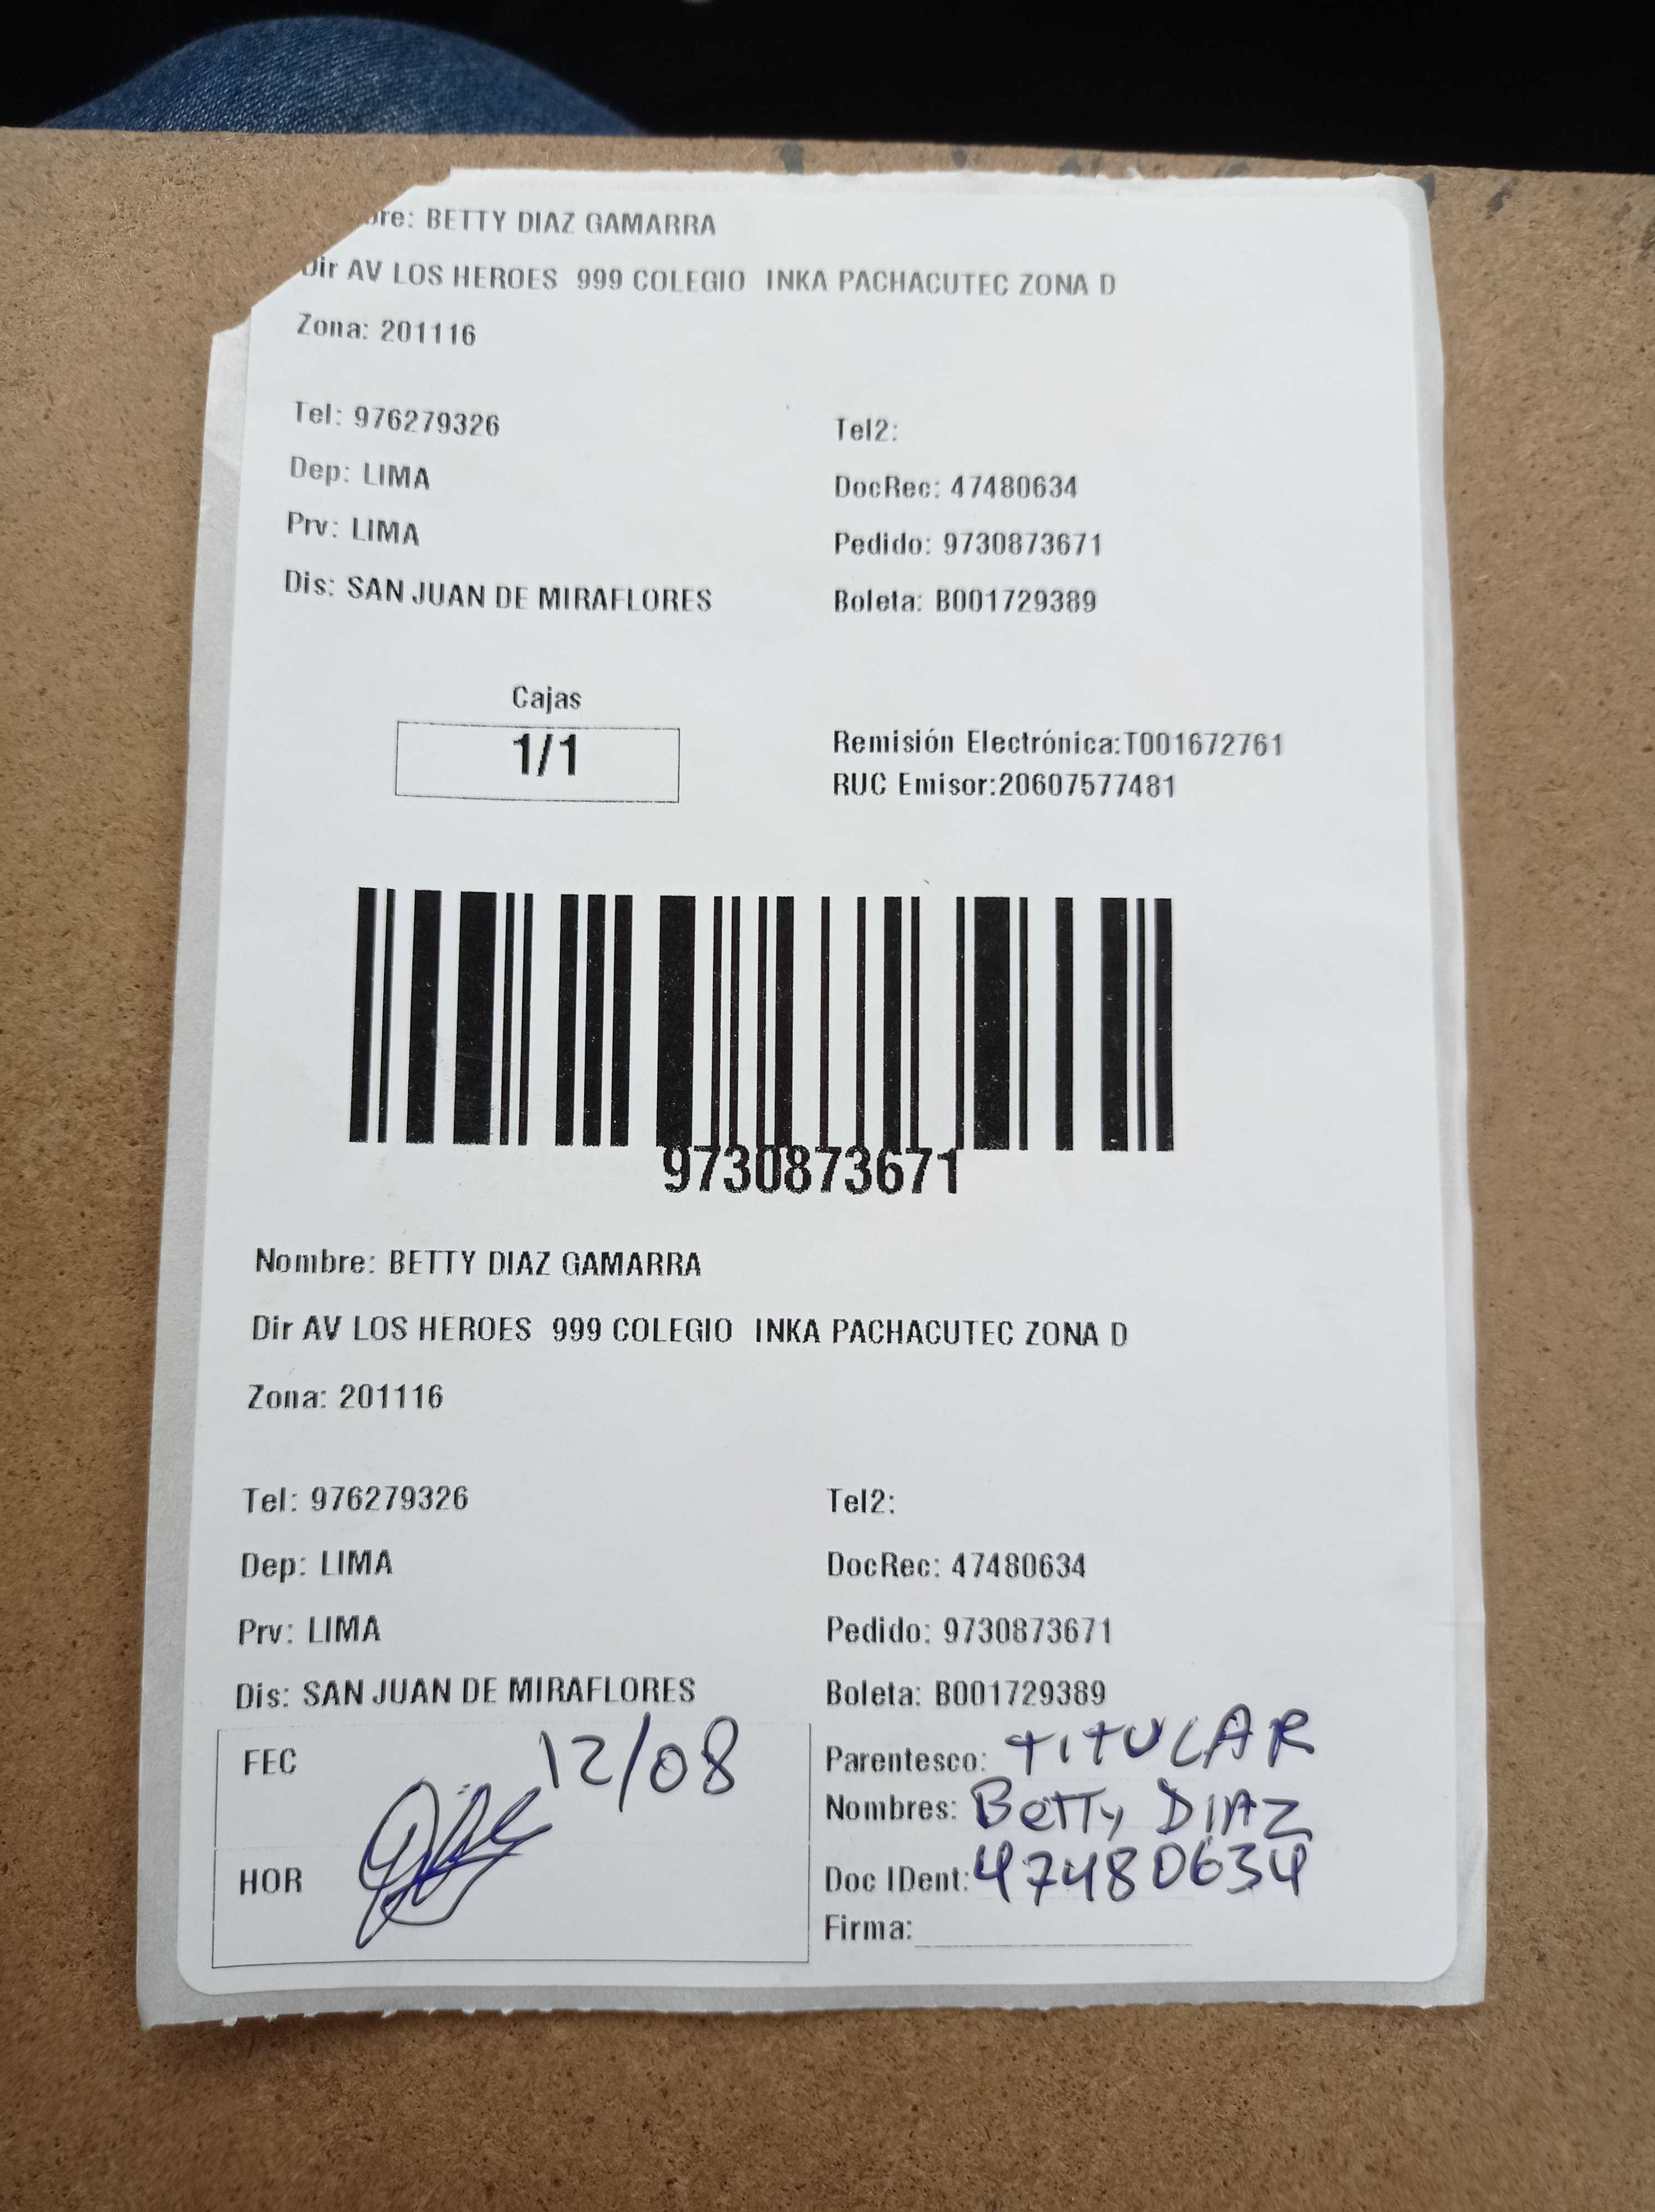 bre: BETTY DIAZ GAMARRA
Dir AV LOS HEROES 999 COLEGIO INKA PACHACUTEC ZONA D
Zona: 201116
Tel: 976279326 Tel2:
Dep: LIMA DocRec: 47480634
Prv: LIMA Pedido: 9730873671
Dis: SAN JUAN DE MIRAFLORES Boleta: B001729389
Cajas
1/1
Remisión Electrónica:T001672761
RUC Emisor:20607577481
9730873671
Nombre: BETTY DIAZ GAMARRA
Dir AV LOS HEROES 999 COLEGIO INKA PACHACUTEC ZONA D
Zona: 201116
Tel: 976279326 Tel2:
Dep: LIMA DocRec: 47480634
Prv: LIMA Pedido: 9730873671
Dis: SAN JUAN DE MIRAFLORES Boleta: B001729389
FEC 12/08
HOR
Parentesco: TITULAR
Nombres: Betty DIAZ
Doc IDent: 47480634
Firma: